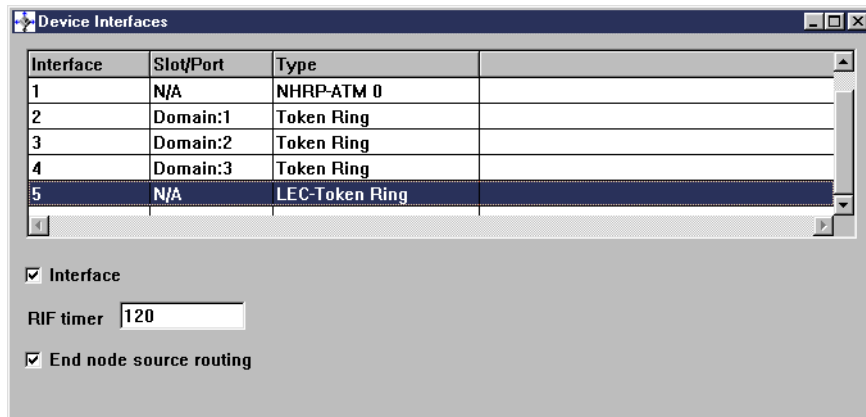 Device Interfaces
Interface Slot/Port Type
1 N/A NHRP-ATM 0
2 Domain:1 Token Ring
3 Domain:2 Token Ring
4 Domain:3 Token Ring
5 N/A LEC-Token Ring
Interface
RIF timer 120
End node source routing